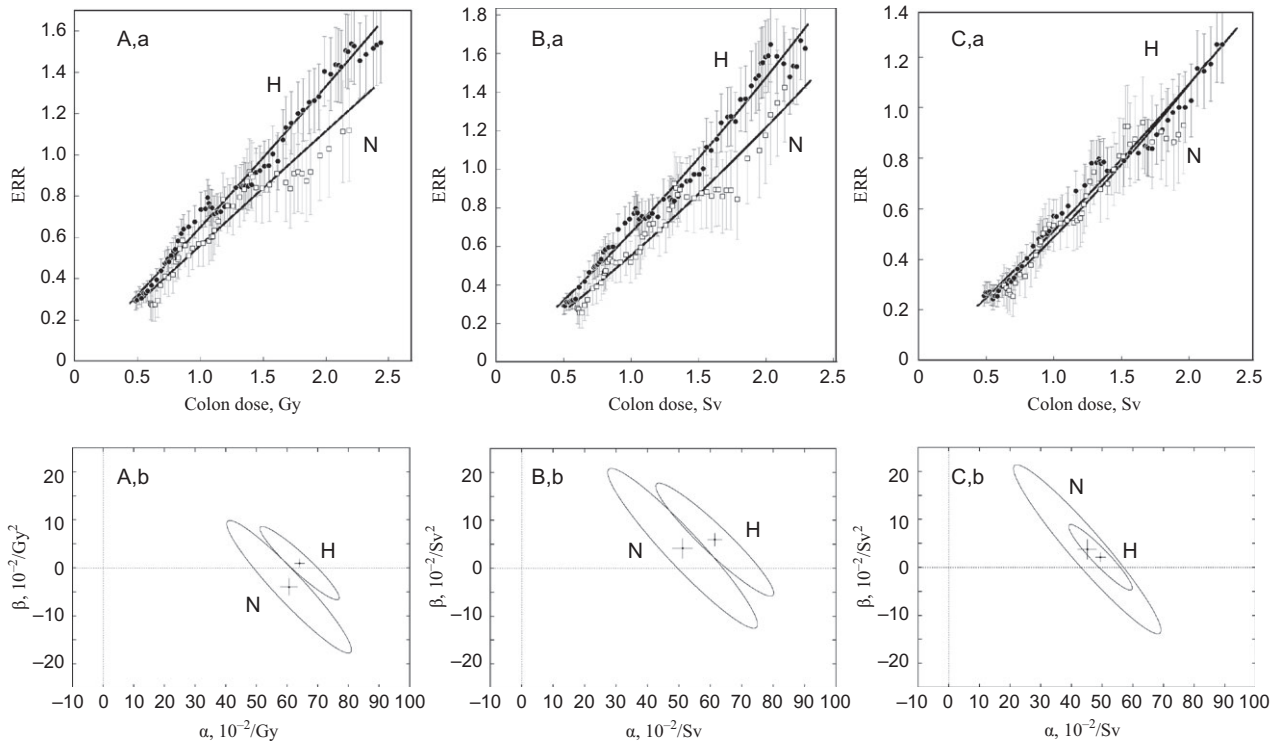 A,a
H
N
ERR
1.6
1.4
1.2
1.0
0.8
0.6
0.4
0.2
0
0 0.5 1.0 1.5 2.0 2.5
Colon dose, Gy
B,a
H
N
ERR
1.8
1.6
1.4
1.2
1.0
0.8
0.6
0.4
0.2
0
0 0.5 1.0 1.5 2.0 2.5
Colon dose, Sv
C,a
H
N
ERR
1.4
1.2
1.0
0.8
0.6
0.4
0.2
0
0 0.5 1.0 1.5 2.0 2.5
Colon dose, Sv
A,b
H
N
β, 10⁻²/Gy²
20
10
0
−10
−20
−10 0 10 20 30 40 50 60 70 80 90 100
α, 10⁻²/Gy
B,b
H
N
β, 10⁻²/Sv²
20
10
0
−10
−20
−10 0 10 20 30 40 50 60 70 80 90 100
α, 10⁻²/Sv
C,b
N
H
β, 10⁻²/Sv²
20
10
0
−10
−20
−10 0 10 20 30 40 50 60 70 80 90 100
α, 10⁻²/Sv